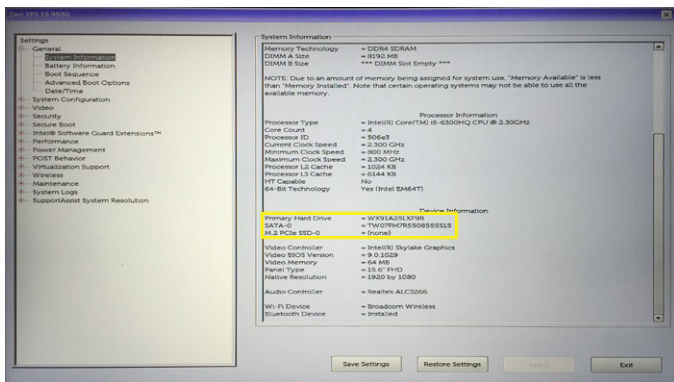 Dell XPS 15 9550
Settings
General
System Information
Battery Information
Boot Sequence
Advanced Boot Options
Date/Time
System Configuration
Video
Security
Secure Boot
Intel® Software Guard Extensions™
Performance
Power Management
POST Behavior
Virtualization Support
Wireless
Maintenance
System Logs
SupportAssist System Resolution
System Information
Memory Technology = DDR4 SDRAM
DIMM A Size = 8192 MB
DIMM B Size *** DIMM Slot Empty ***
NOTE: Due to an amount of memory being assigned for system use, "Memory Available" is less
than "Memory Installed". Note that certain operating systems may not be able to use all the
available memory.
Processor Information
Processor Type = Intel(R) Core(TM) i5-6300HQ CPU @ 2.30GHz
Core Count = 4
Processor ID = 506e3
Current Clock Speed = 2.300 GHz
Minimum Clock Speed = 800 MHz
Maximum Clock Speed = 2.300 GHz
Processor L2 Cache = 1024 KB
Processor L3 Cache = 6144 KB
HT Capable No
64-Bit Technology Yes (Intel EM64T)
Device Information
Primary Hard Drive
SATA-0
M.2 PCIe SSD-0 = (none)
Video Controller = Intel(R) Skylake Graphics
Video BIOS Version = 9.0.1029
Video Memory = 64 MB
Panel Type = 15.6" FHD
Native Resolution = 1920 by 1080
Audio Controller = Realtek ALC3266
Wi-Fi Device = Broadcom Wireless
Bluetooth Device = Installed
Save Settings Restore Settings Apply Exit